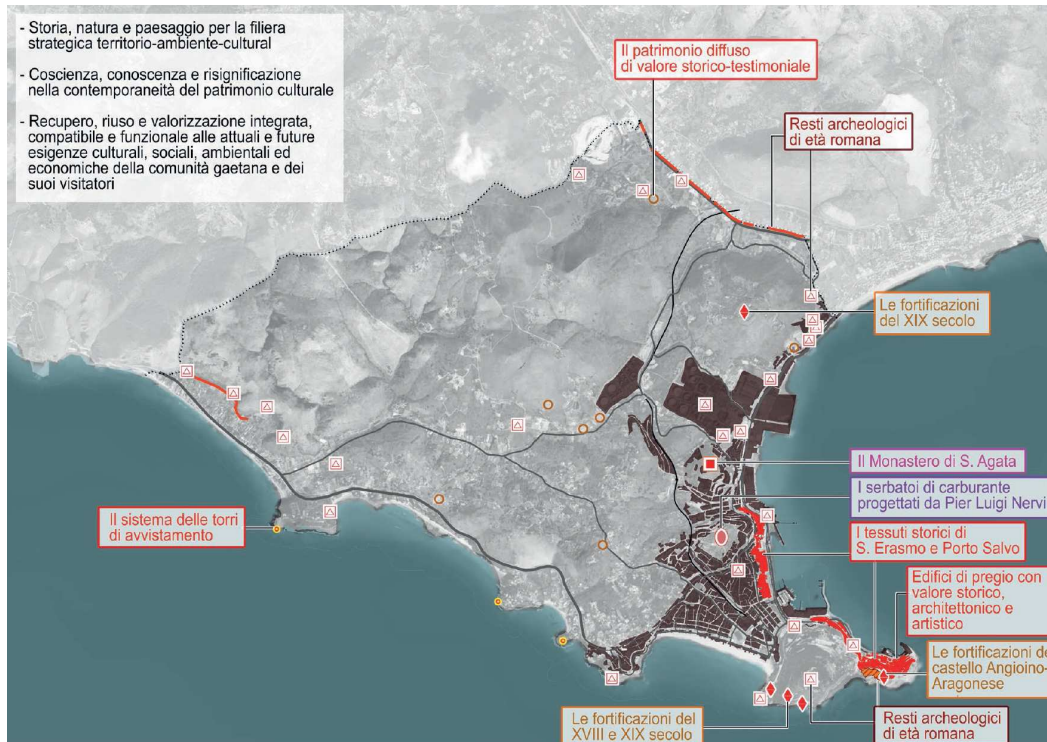 - Storia, natura e paesaggio per la filiera
strategica territorio-ambiente-cultural
- Coscienza, conoscenza e risignificazione
nella contemporaneità del patrimonio culturale
- Recupero, riuso e valorizzazione integrata,
compatibile e funzionale alle attuali e future
esigenze culturali, sociali, ambientali ed
economiche della comunità gaetana e dei
suoi visitatori
Il patrimonio diffuso
di valore storico-testimoniale
Resti archeologici
di età romana
Le fortificazioni
del XIX secolo
Il Monastero di S. Agata
I serbatoi di carburante
progettati da Pier Luigi Nervi
I tessuti storici di
S. Erasmo e Porto Salvo
Il sistema delle torri
di avvistamento
Edifici di pregio con
valore storico,
architettonico e
artistico
Le fortificazioni de
castello Angioino-
Aragonese
Le fortificazioni del
XVIII e XIX secolo
Resti archeologici
di età romana